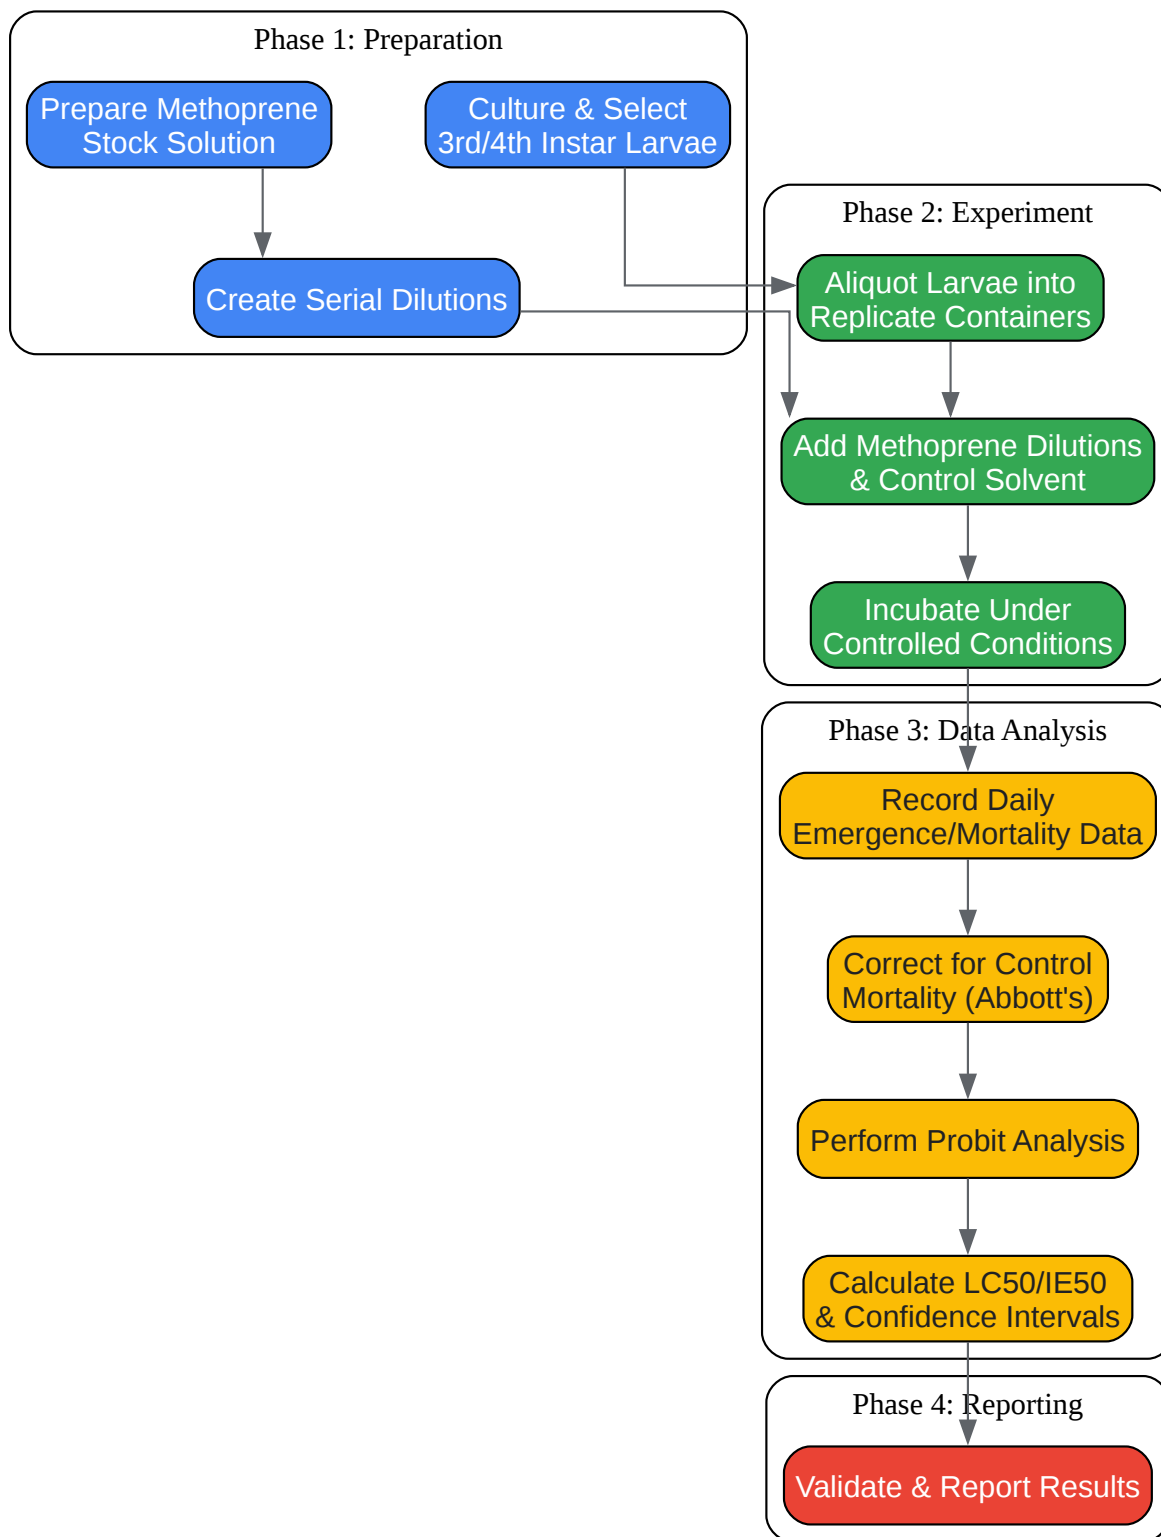 Phase 1: Preparation
Prepare Methoprene
Stock Solution
Culture & Select
3rd/4th Instar Larvae
Create Serial Dilutions
Phase 2: Experiment
Aliquot Larvae into
Replicate Containers
Add Methoprene Dilutions
& Control Solvent
Incubate Under
Controlled Conditions
Phase 3: Data Analysis
Record Daily
Emergence/Mortality Data
Correct for Control
Mortality (Abbott's)
Perform Probit Analysis
Calculate LC50/IE50
& Confidence Intervals
Phase 4: Reporting
Validate & Report Results